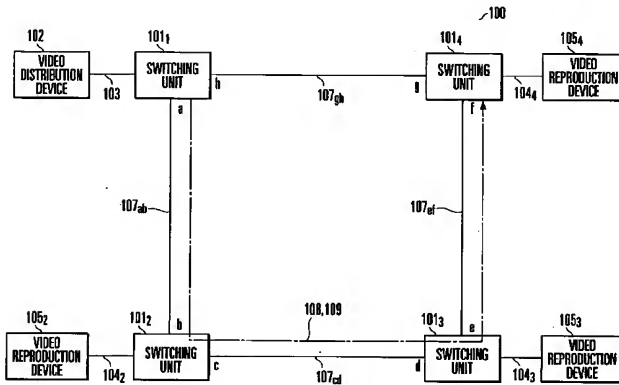 100
102
VIDEO
DISTRIBUTION
DEVICE
103
101₁
SWITCHING
UNIT
h
a
107gh
101₄
SWITCHING
UNIT
g
f
104₄
105₄
VIDEO
REPRODUCTION
DEVICE
107ab
107ef
105₂
VIDEO
REPRODUCTION
DEVICE
104₂
101₂
b
SWITCHING
UNIT
c
108,109
107cd
101₃
e
SWITCHING
UNIT
d
104₃
105₃
VIDEO
REPRODUCTION
DEVICE